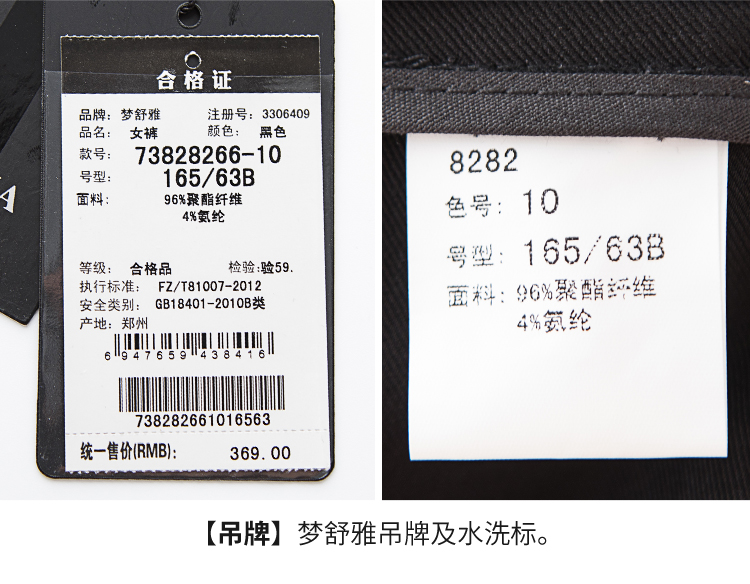 合格证
品牌: 梦舒雅 注册号: 3306409
品名: 女裤 颜色: 黑色
款号: 73828266-10
号型: 165/63B
面料: 96%聚酯纤维
4%氨纶
等级: 合格品 检验:验59.
执行标准: FZ/T81007-2012
安全类别: GB18401-2010B类
产地: 郑州
6 947659 438416
738282661016563
统一售价(RMB): 369.00
A
8282
色号: 10
号型: 165/63B
面料: 96%聚酯纤维
4%氨纶
【吊牌】梦舒雅吊牌及水洗标。